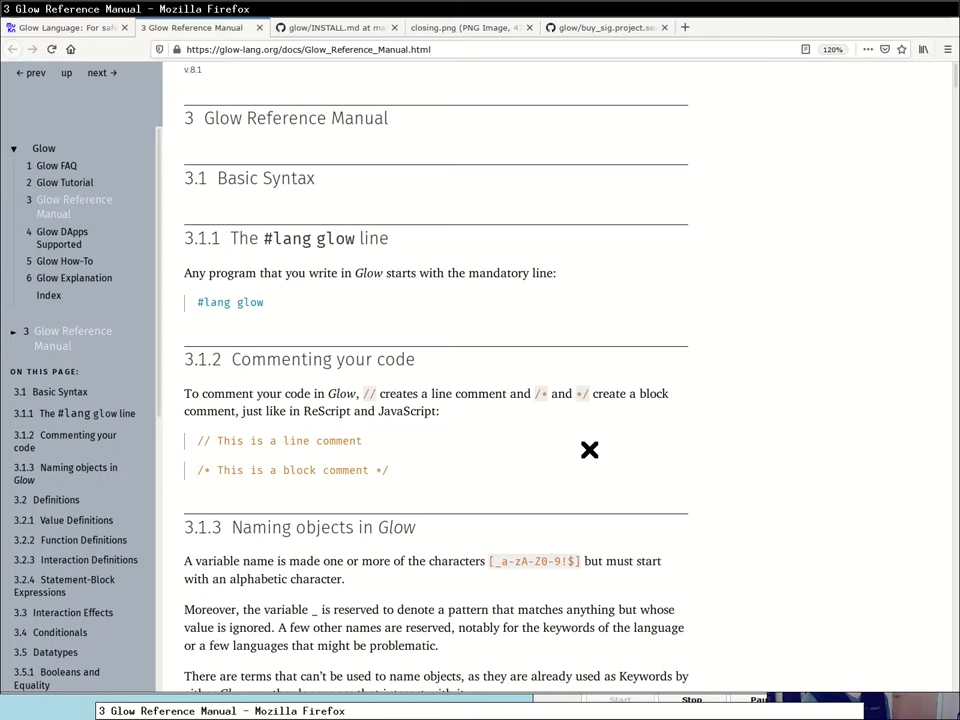 3 Glow Reference Manual - Mozilla Firefox
Glow Language: For saf
3 Glow Reference Manual
glow/INSTALL.md at ma
closing.png (PNG Image, 4
glow/buy_sig.project.se
https://glow-lang.org/docs/Glow_Reference_Manual.html
120%
← prev up next →
Glow
1 Glow FAQ
2 Glow Tutorial
3 Glow Reference
Manual
4 Glow DApps
Supported
5 Glow How-To
6 Glow Explanation
Index
3 Glow Reference
Manual
ON THIS PAGE:
3.1 Basic Syntax
3.1.1 The #lang glow line
3.1.2 Commenting your
code
3.1.3 Naming objects in
Glow
3.2 Definitions
3.2.1 Value Definitions
3.2.2 Function Definitions
3.2.3 Interaction Definitions
3.2.4 Statement-Block
Expressions
3.3 Interaction Effects
3.4 Conditionals
3.5 Datatypes
3.5.1 Booleans and
Equality
v.8.1
3 Glow Reference Manual
3.1 Basic Syntax
3.1.1 The #lang glow line
Any program that you write in Glow starts with the mandatory line:
#lang glow
3.1.2 Commenting your code
To comment your code in Glow, // creates a line comment and /* and */ create a block
comment, just like in ReScript and JavaScript:
// This is a line comment
/* This is a block comment */
3.1.3 Naming objects in Glow
A variable name is made one or more of the characters [_a-zA-Z0-9!$] but must start
with an alphabetic character.
Moreover, the variable _ is reserved to denote a pattern that matches anything but whose
value is ignored. A few other names are reserved, notably for the keywords of the language
or a few languages that might be problematic.
There are terms that can't be used to name objects, as they are already used as Keywords by
Start Stop Pau
3 Glow Reference Manual - Mozilla Firefox